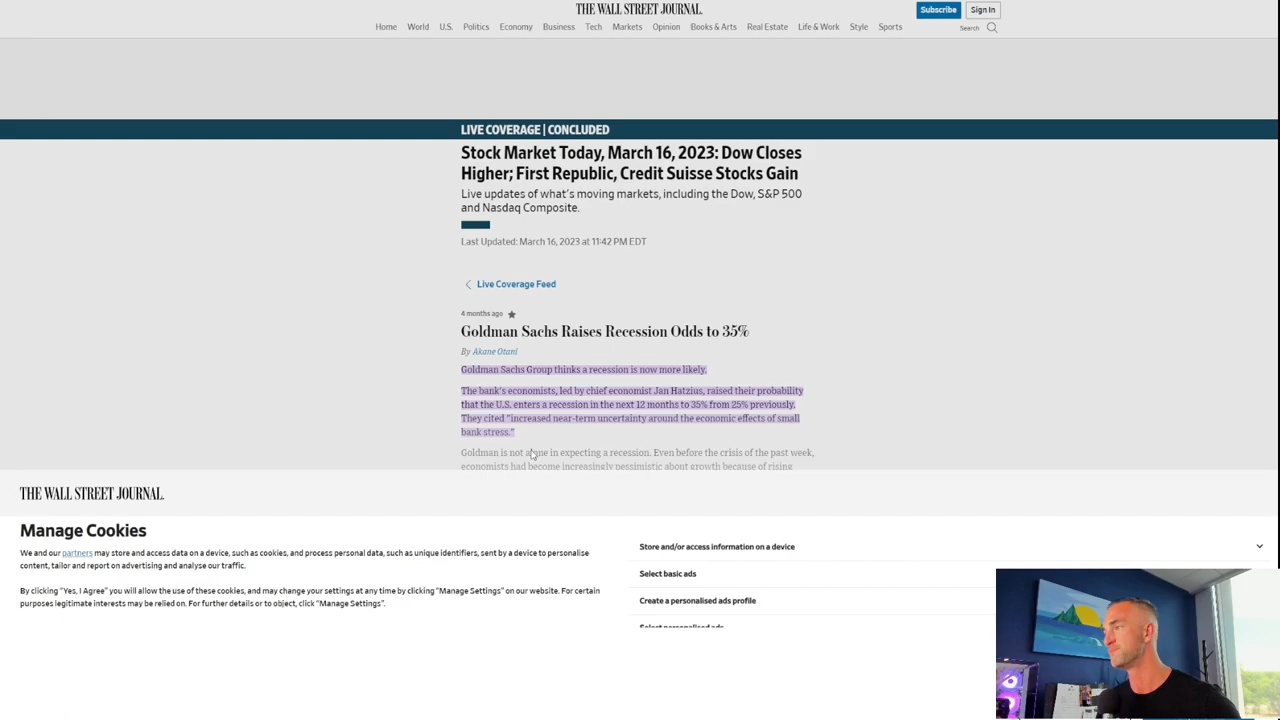 THE WALL STREET JOURNAL.
Subscribe
Sign In
Home World U.S. Politics Economy Business Tech Markets Opinion Books & Arts Real Estate Life & Work Style Sports
Search
LIVE COVERAGE | CONCLUDED
Stock Market Today, March 16, 2023: Dow Closes
Higher; First Republic, Credit Suisse Stocks Gain
Live updates of what's moving markets, including the Dow, S&P 500
and Nasdaq Composite.
Last Updated: March 16, 2023 at 11:42 PM EDT
Live Coverage Feed
4 months ago
Goldman Sachs Raises Recession Odds to 35%
By Akane Otani
Goldman Sachs Group thinks a recession is now more likely.
The bank's economists, led by chief economist Jan Hatzius, raised their probability
that the U.S. enters a recession in the next 12 months to 35% from 25% previously.
They cited "increased near-term uncertainty around the economic effects of small
bank stress."
Goldman is not alone in expecting a recession. Even before the crisis of the past week,
economists had become increasingly pessimistic about growth because of rising
THE WALL STREET JOURNAL.
Manage Cookies
We and our partners may store and access data on a device, such as cookies, and process personal data, such as unique identifiers, sent by a device to personalise
content, tailor and report on advertising and analyse our traffic.
By clicking "Yes, I Agree" you will allow the use of these cookies, and may change your settings at any time by clicking "Manage Settings" on our website. For certain
purposes legitimate interests may be relied on. For further details or to object, click "Manage Settings".
Store and/or access information on a device
Select basic ads
Create a personalised ads profile
Select personalised ads